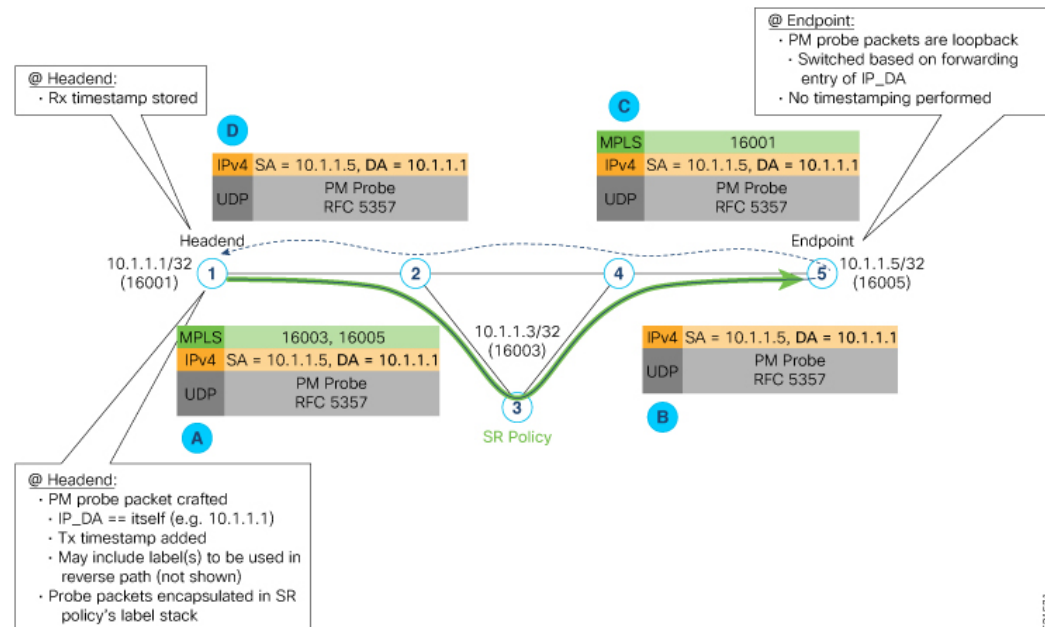 @ Endpoint:
· PM probe packets are loopback
· Switched based on forwarding
entry of IP_DA
· No timestamping performed
@ Headend:
· Rx timestamp stored
D
IPv4 SA = 10.1.1.5, DA = 10.1.1.1
UDP
PM Probe
RFC 5357
C
MPLS 16001
IPv4 SA = 10.1.1.5, DA = 10.1.1.1
UDP
PM Probe
RFC 5357
Headend
10.1.1.1/32
(16001)
1
2
4
Endpoint
5
10.1.1.5/32
(16005)
10.1.1.3/32
(16003)
3
SR Policy
MPLS 16003, 16005
IPv4 SA = 10.1.1.5, DA = 10.1.1.1
UDP
PM Probe
RFC 5357
A
IPv4 SA = 10.1.1.5, DA = 10.1.1.1
UDP
PM Probe
RFC 5357
B
@ Headend:
· PM probe packet crafted
· IP_DA == itself (e.g. 10.1.1.1)
· Tx timestamp added
· May include label(s) to be used in
reverse path (not shown)
· Probe packets encapsulated in SR
policy's label stack